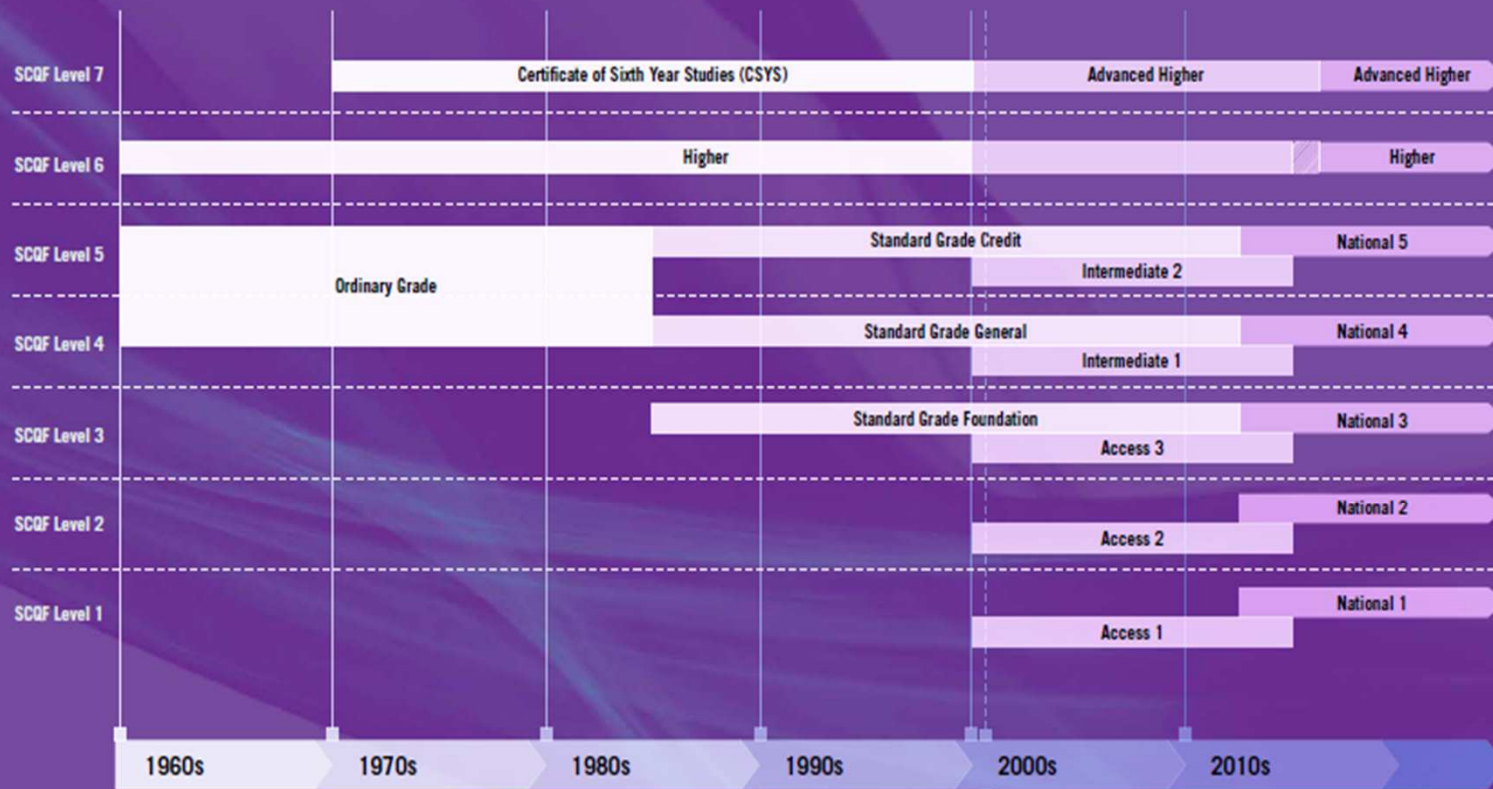 SCQF Level 7
Certificate of Sixth Year Studies (CSYS)
Advanced Higher
Advanced Higher
SCQF Level 6
Higher
Higher
SCQF Level 5
Standard Grade Credit
National 5
Intermediate 2
Ordinary Grade
SCQF Level 4
Standard Grade General
National 4
Intermediate 1
SCQF Level 3
Standard Grade Foundation
National 3
Access 3
SCQF Level 2
National 2
Access 2
SCQF Level 1
National 1
Access 1
1960s
1970s
1980s
1990s
2000s
2010s